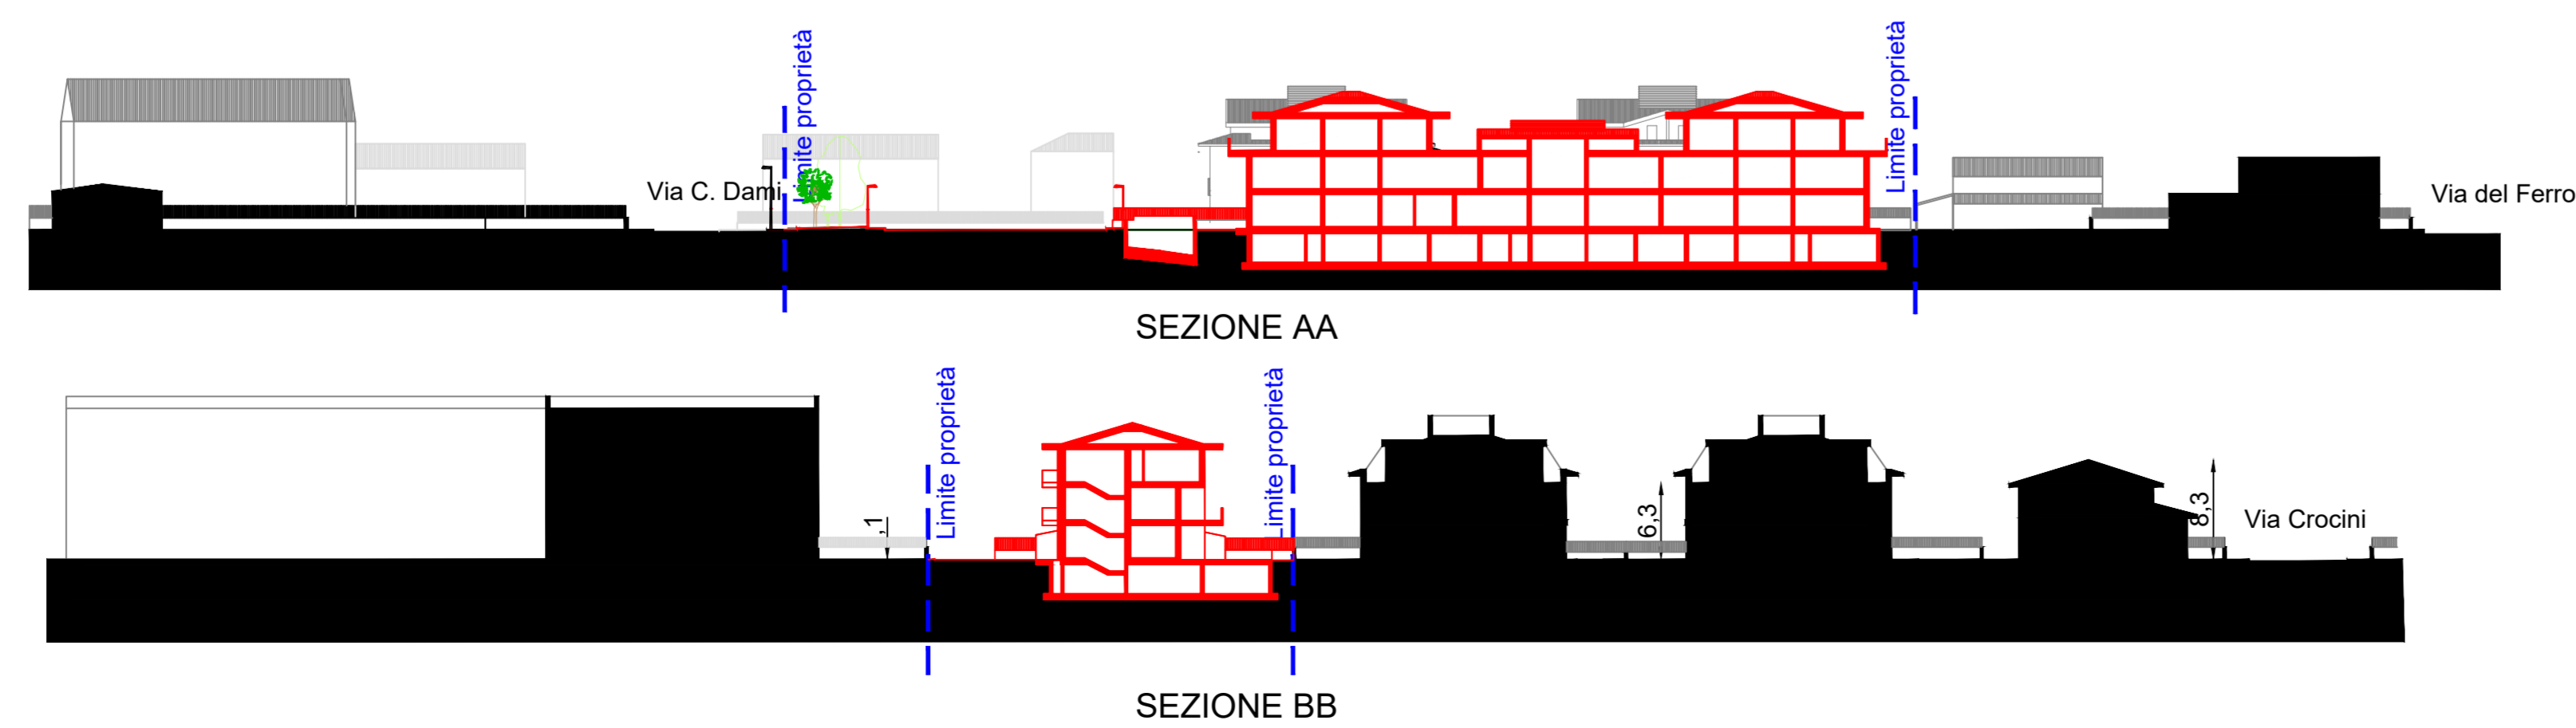 Limite proprietà
Limite proprietà
Via C. Dami
Via del Ferro
SEZIONE AA
Limite proprietà
Limite proprietà
,1
6,3
8,3
Via Crocini
SEZIONE BB